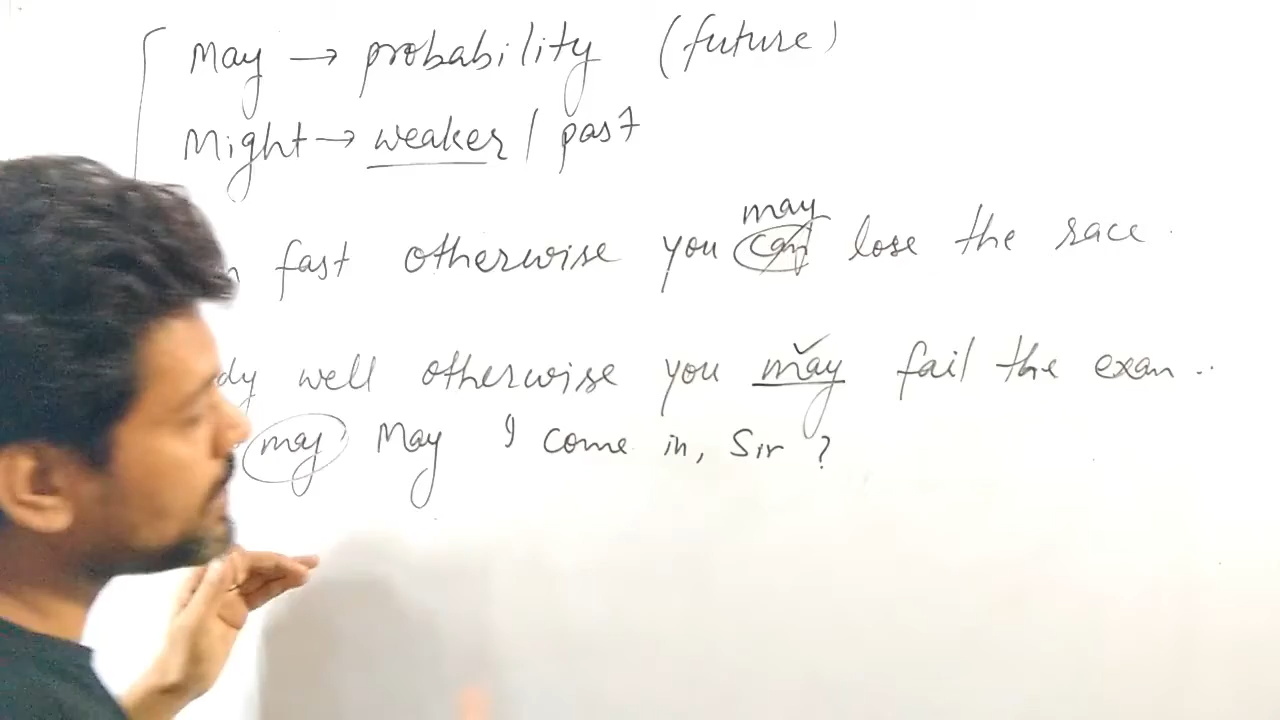 May → probability (future)
Might → weaker / past
may
fast otherwise you can lose the race.
well otherwise you may fail the exam..
may May I come in, Sir ?